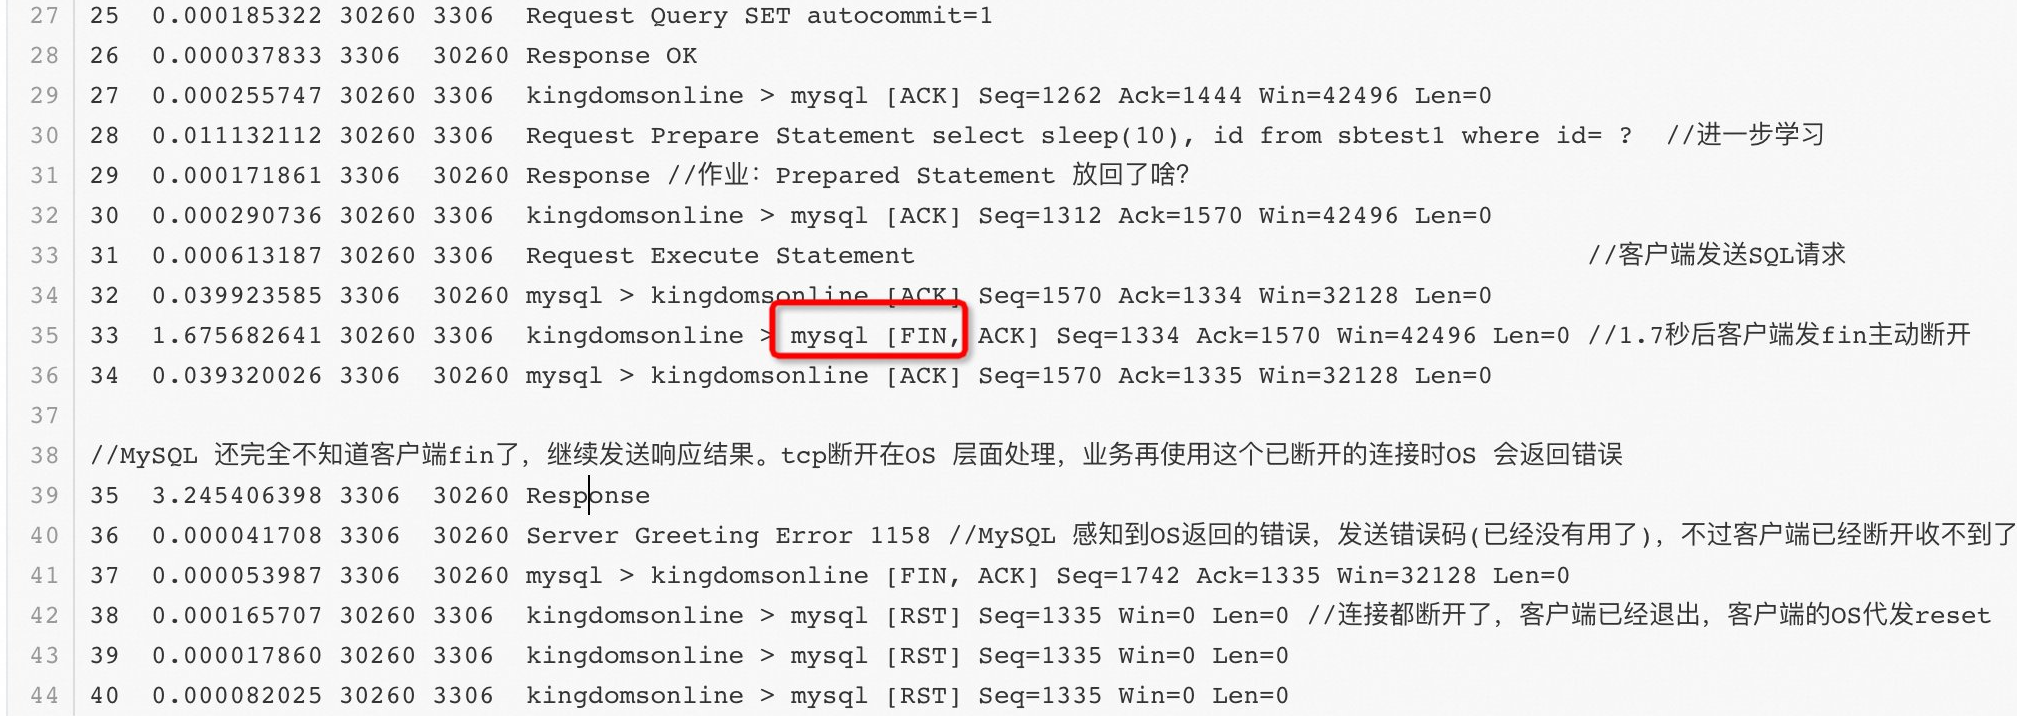 27 25 0.000185322 30260 3306 Request Query SET autocommit=1
28 26 0.000037833 3306 30260 Response OK
29 27 0.000255747 30260 3306 kingdomsonline > mysql [ACK] Seq=1262 Ack=1444 Win=42496 Len=0
30 28 0.011132112 30260 3306 Request Prepare Statement select sleep(10), id from sbtest1 where id= ? //进一步学习
31 29 0.000171861 3306 30260 Response //作业：Prepared Statement 放回了啥？
32 30 0.000290736 30260 3306 kingdomsonline > mysql [ACK] Seq=1312 Ack=1570 Win=42496 Len=0
33 31 0.000613187 30260 3306 Request Execute Statement //客户端发送SQL请求
34 32 0.039923585 3306 30260 mysql > kingdomsonline [ACK] Seq=1570 Ack=1334 Win=32128 Len=0
35 33 1.675682641 30260 3306 kingdomsonline > mysql [FIN, ACK] Seq=1334 Ack=1570 Win=42496 Len=0 //1.7秒后客户端发fin主动断开
36 34 0.039320026 3306 30260 mysql > kingdomsonline [ACK] Seq=1570 Ack=1335 Win=32128 Len=0
37
38 //MySQL 还完全不知道客户端fin了，继续发送响应结果。tcp断开在OS 层面处理，业务再使用这个已断开的连接时OS 会返回错误
39 35 3.245406398 3306 30260 Response
40 36 0.000041708 3306 30260 Server Greeting Error 1158 //MySQL 感知到OS返回的错误，发送错误码(已经没有用了)，不过客户端已经断开收不到了
41 37 0.000053987 3306 30260 mysql > kingdomsonline [FIN, ACK] Seq=1742 Ack=1335 Win=32128 Len=0
42 38 0.000165707 30260 3306 kingdomsonline > mysql [RST] Seq=1335 Win=0 Len=0 //连接都断开了，客户端已经退出，客户端的OS代发reset
43 39 0.000017860 30260 3306 kingdomsonline > mysql [RST] Seq=1335 Win=0 Len=0
44 40 0.000082025 30260 3306 kingdomsonline > mysql [RST] Seq=1335 Win=0 Len=0